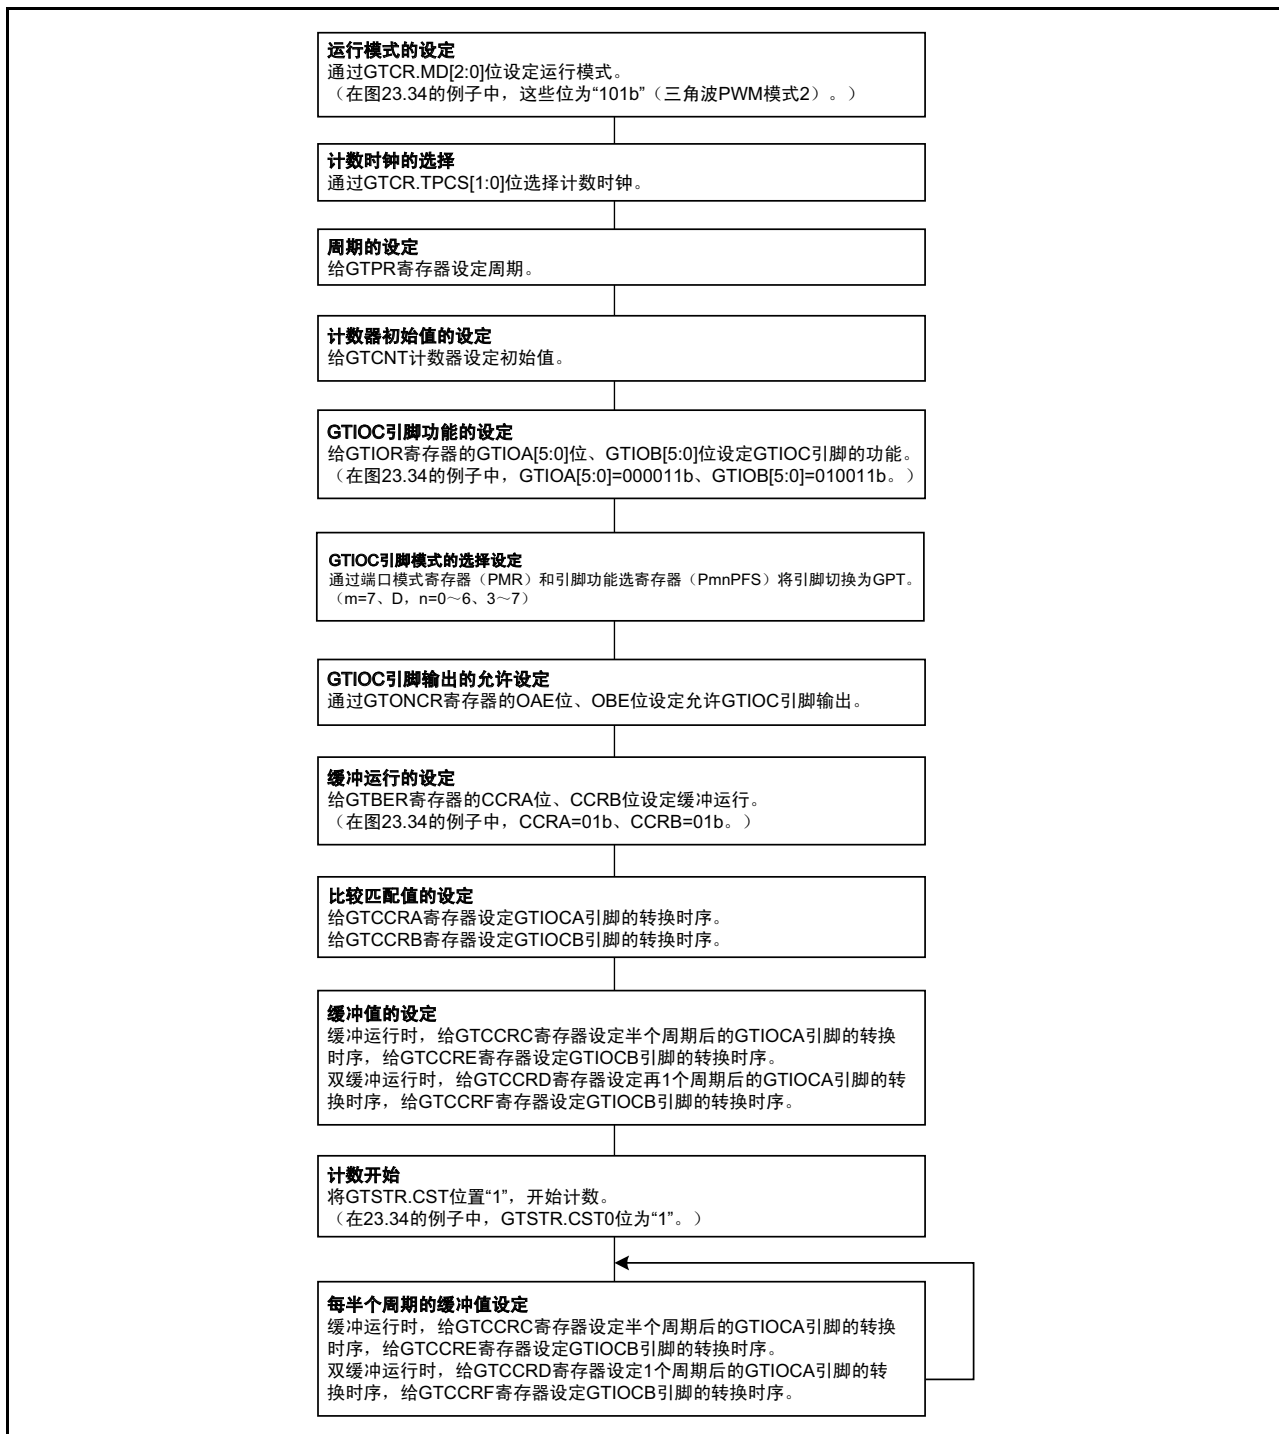 运行模式的设定
通过GTCR.MD[2:0]位设定运行模式。
（在图23.34的例子中，这些位为“101b”（三角波PWM模式2）。）
计数时钟的选择
通过GTCR.TPCS[1:0]位选择计数时钟。
周期的设定
给GTPR寄存器设定周期。
计数器初始值的设定
给GTCNT计数器设定初始值。
GTIOC引脚功能的设定
给GTIOR寄存器的GTIOA[5:0]位、GTIOB[5:0]位设定GTIOC引脚的功能。
（在图23.34的例子中，GTIOA[5:0]=000011b、GTIOB[5:0]=010011b。）
GTIOC引脚模式的选择设定
通过端口模式寄存器（PMR）和引脚功能选寄存器（PmnPFS）将引脚切换为GPT。
（m=7、D，n=0～6、3～7）
GTIOC引脚输出的允许设定
通过GTONCR寄存器的OAE位、OBE位设定允许GTIOC引脚输出。
缓冲运行的设定
给GTBER寄存器的CCRA位、CCRB位设定缓冲运行。
（在图23.34的例子中，CCRA=01b、CCRB=01b。）
比较匹配值的设定
给GTCCRA寄存器设定GTIOCA引脚的转换时序。
给GTCCRB寄存器设定GTIOCB引脚的转换时序。
缓冲值的设定
缓冲运行时，给GTCCRC寄存器设定半个周期后的GTIOCA引脚的转换
时序，给GTCCRE寄存器设定GTIOCB引脚的转换时序。
双缓冲运行时，给GTCCRD寄存器设定再1个周期后的GTIOCA引脚的转
换时序，给GTCCRF寄存器设定GTIOCB引脚的转换时序。
计数开始
将GTSTR.CST位置“1”，开始计数。
（在23.34的例子中，GTSTR.CST0位为“1”。）
每半个周期的缓冲值设定
缓冲运行时，给GTCCRC寄存器设定半个周期后的GTIOCA引脚的转换
时序，给GTCCRE寄存器设定GTIOCB引脚的转换时序。
双缓冲运行时，给GTCCRD寄存器设定1个周期后的GTIOCA引脚的转
换时序，给GTCCRF寄存器设定GTIOCB引脚的转换时序。